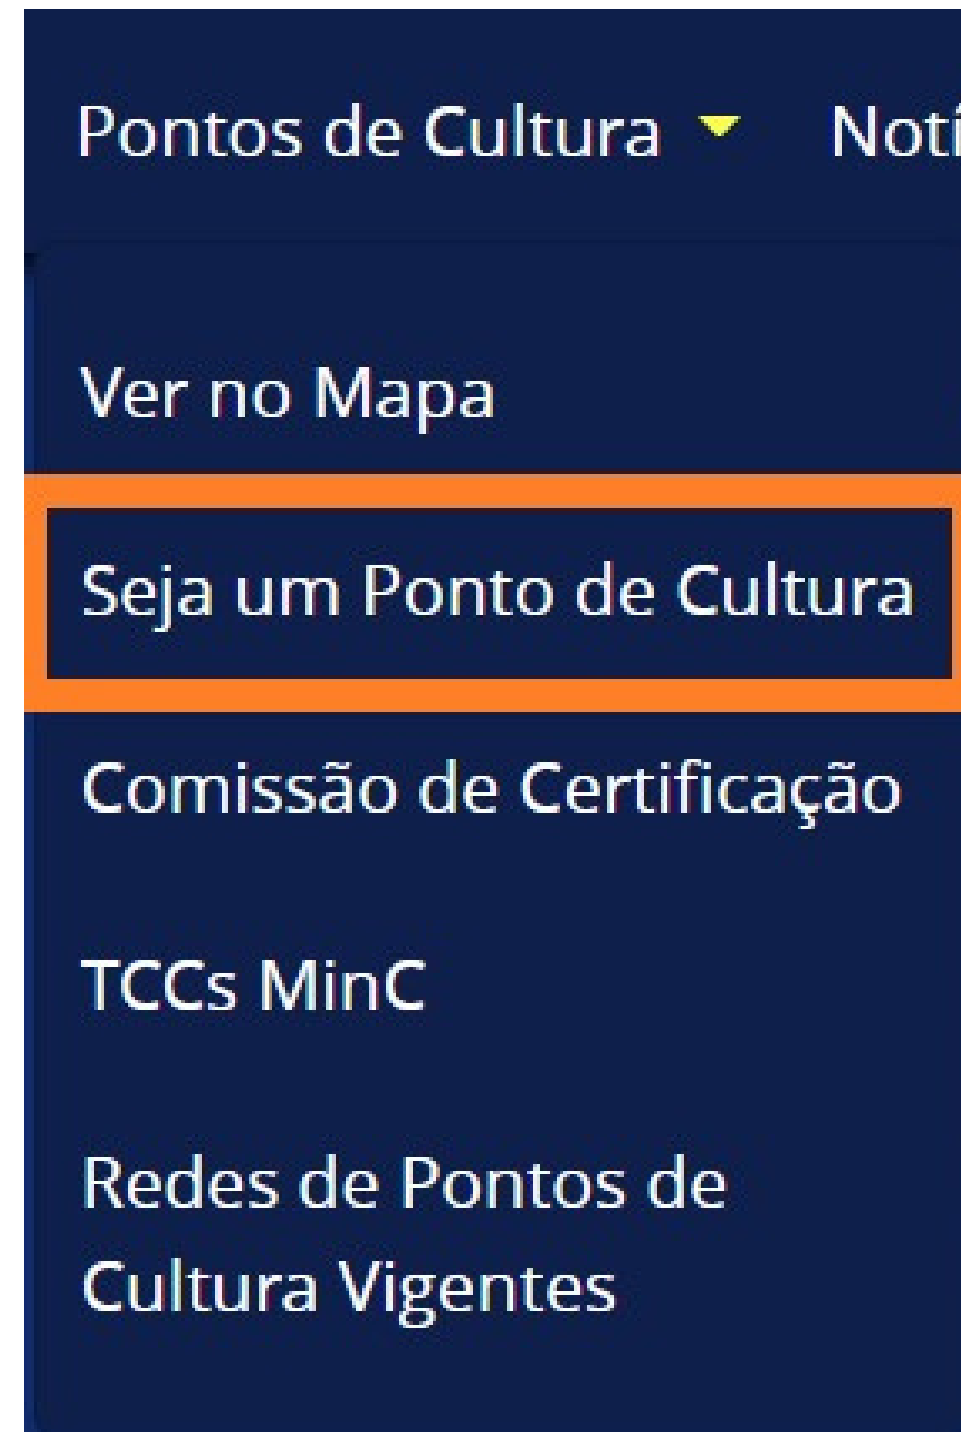 Pontos de Cultura Notí
Ver no Mapa
Seja um Ponto de Cultura
Comissão de Certificação
TCCs MinC
Redes de Pontos de
Cultura Vigentes